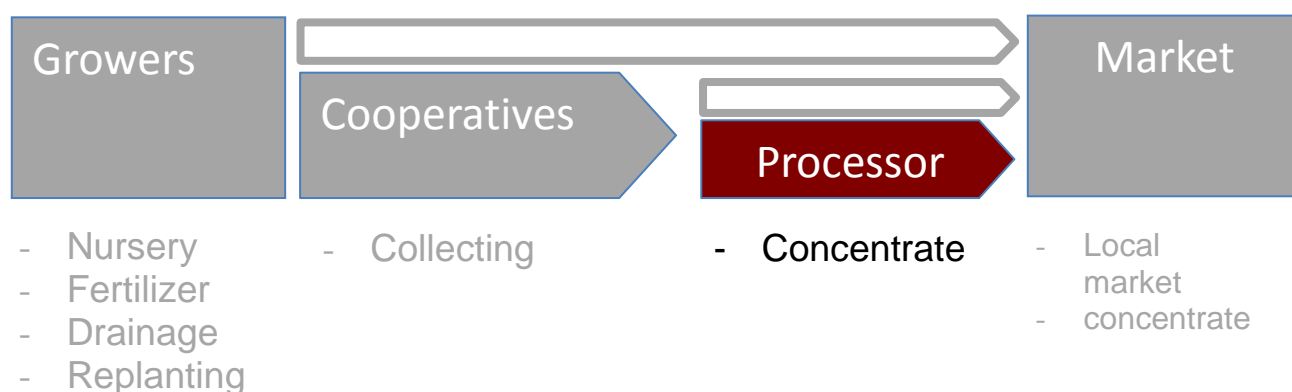 Growers
Cooperatives
Processor
Market
- Nursery
- Fertilizer
- Drainage
- Replanting
- Collecting
- Concentrate
- Local
market
- concentrate